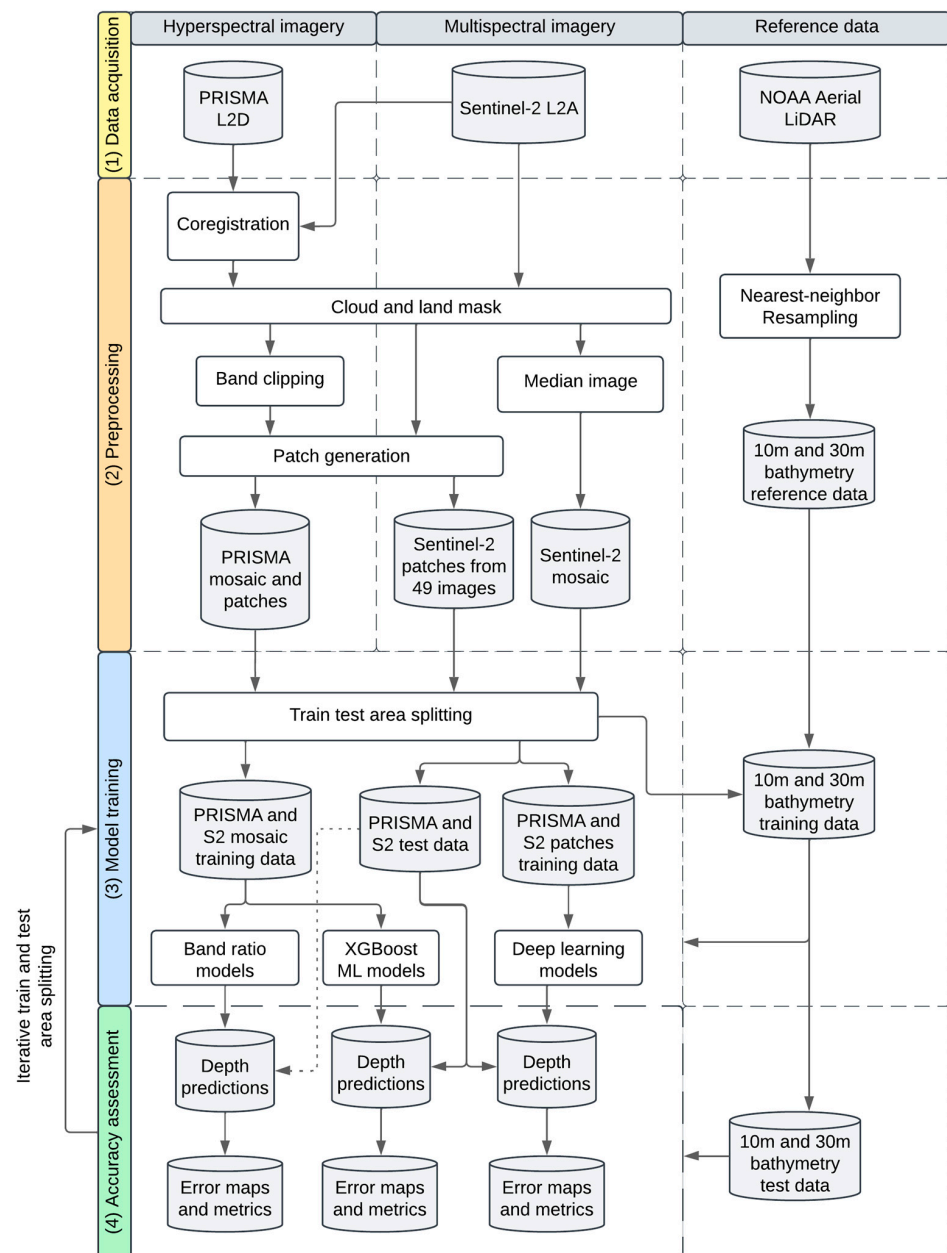 Hyperspectral imagery
Multispectral imagery
Reference data
(1) Data acquisition
PRISMA
L2D
Sentinel-2 L2A
NOAA Aerial
LiDAR
(2) Preprocessing
Coregistration
Cloud and land mask
Nearest-neighbor
Resampling
Band clipping
Median image
Patch generation
10m and 30m
bathymetry
reference data
PRISMA
mosaic and
patches
Sentinel-2
patches from
49 images
Sentinel-2
mosaic
(3) Model training
Train test area splitting
PRISMA and
S2 mosaic
training data
PRISMA and
S2 test data
PRISMA and
S2 patches
training data
10m and 30m
bathymetry
training data
Band ratio
models
XGBoost
ML models
Deep learning
models
Iterative train and test
area splitting
(4) Accuracy assessment
Depth
predictions
Depth
predictions
Depth
predictions
10m and 30m
bathymetry
test data
Error maps
and metrics
Error maps
and metrics
Error maps
and metrics